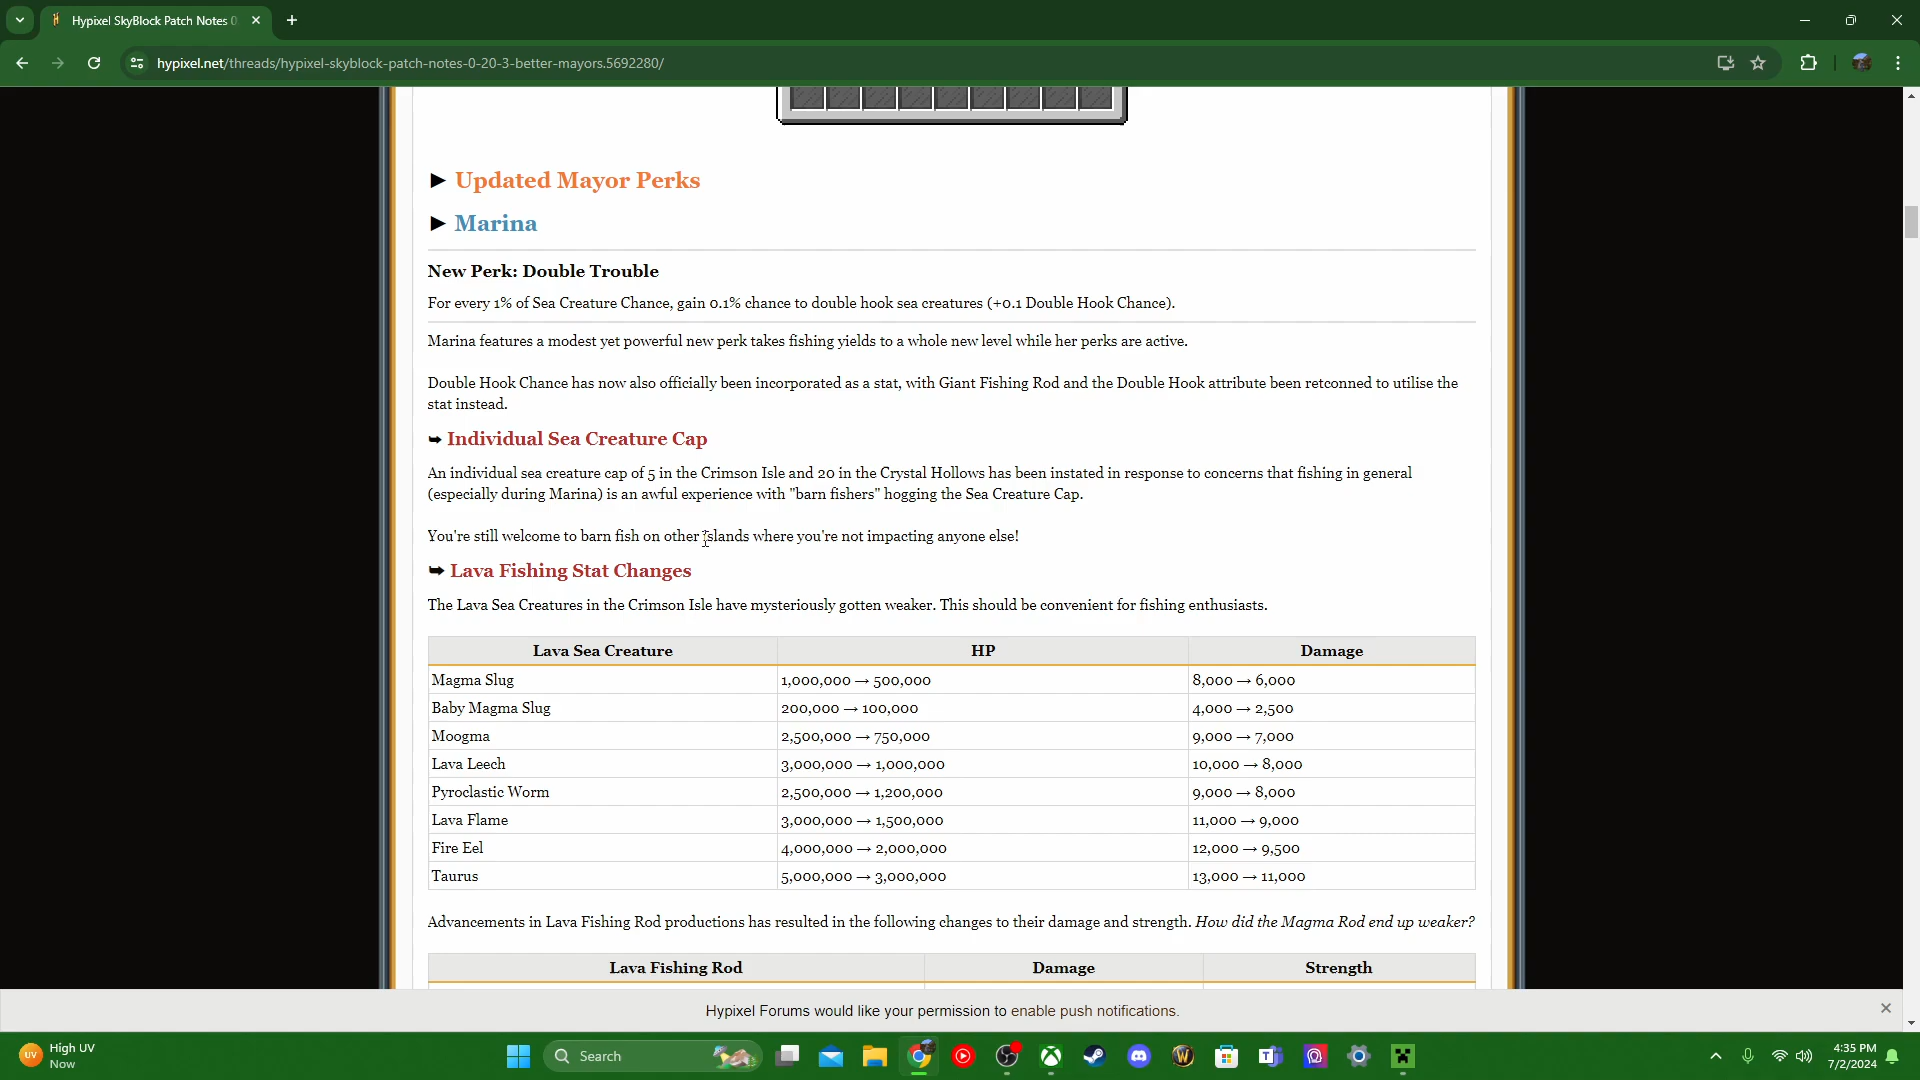 Hypixel SkyBlock Patch Notes 0
hypixel.net/threads/hypixel-skyblock-patch-notes-0-20-3-better-mayors.5692280/
► Updated Mayor Perks
► Marina
New Perk: Double Trouble
For every 1% of Sea Creature Chance, gain 0.1% chance to double hook sea creatures (+0.1 Double Hook Chance).
Marina features a modest yet powerful new perk takes fishing yields to a whole new level while her perks are active.
Double Hook Chance has now also officially been incorporated as a stat, with Giant Fishing Rod and the Double Hook attribute been retconned to utilise the
stat instead.
➥ Individual Sea Creature Cap
An individual sea creature cap of 5 in the Crimson Isle and 20 in the Crystal Hollows has been instated in response to concerns that fishing in general
(especially during Marina) is an awful experience with "barn fishers" hogging the Sea Creature Cap.
You're still welcome to barn fish on other islands where you're not impacting anyone else!
➥ Lava Fishing Stat Changes
The Lava Sea Creatures in the Crimson Isle have mysteriously gotten weaker. This should be convenient for fishing enthusiasts.
Lava Sea Creature HP Damage
Magma Slug 1,000,000 → 500,000 8,000 → 6,000
Baby Magma Slug 200,000 → 100,000 4,000 → 2,500
Moogma 2,500,000 → 750,000 9,000 → 7,000
Lava Leech 3,000,000 → 1,000,000 10,000 → 8,000
Pyroclastic Worm 2,500,000 → 1,200,000 9,000 → 8,000
Lava Flame 3,000,000 → 1,500,000 11,000 → 9,000
Fire Eel 4,000,000 → 2,000,000 12,000 → 9,500
Taurus 5,000,000 → 3,000,000 13,000 → 11,000
Advancements in Lava Fishing Rod productions has resulted in the following changes to their damage and strength. How did the Magma Rod end up weaker?
Lava Fishing Rod Damage Strength
Hypixel Forums would like your permission to enable push notifications.
UV
High UV
Now
Search
4:35 PM
7/2/2024